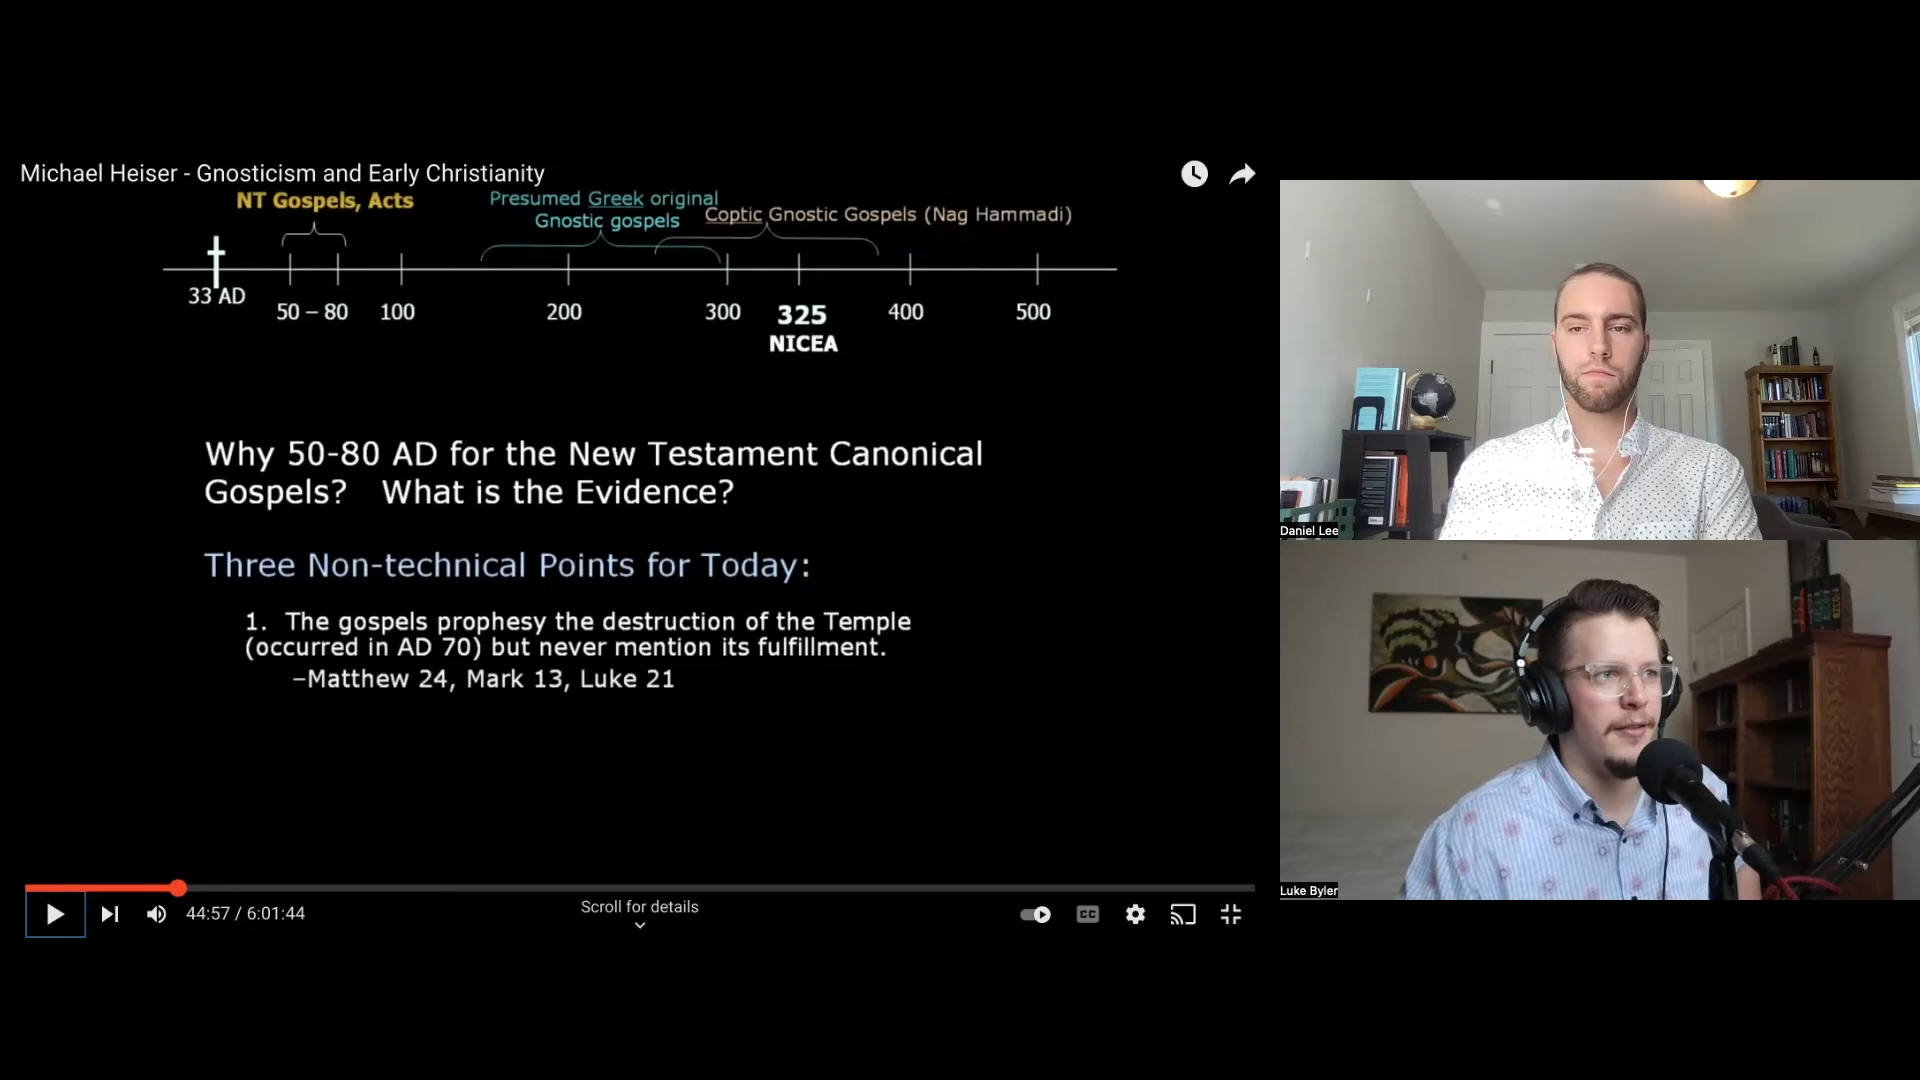 Michael Heiser - Gnosticism and Early Christianity
NT Gospels, Acts
Presumed Greek original
Gnostic gospels
Coptic Gnostic Gospels (Nag Hammadi)
33 AD
50 – 80
100
200
300
325
NICEA
400
500
Why 50-80 AD for the New Testament Canonical
Gospels? What is the Evidence?
Three Non-technical Points for Today:
1. The gospels prophesy the destruction of the Temple
(occurred in AD 70) but never mention its fulfillment.
–Matthew 24, Mark 13, Luke 21
44:57 / 6:01:44
Scroll for details
CC
Daniel Lee
Luke Byler